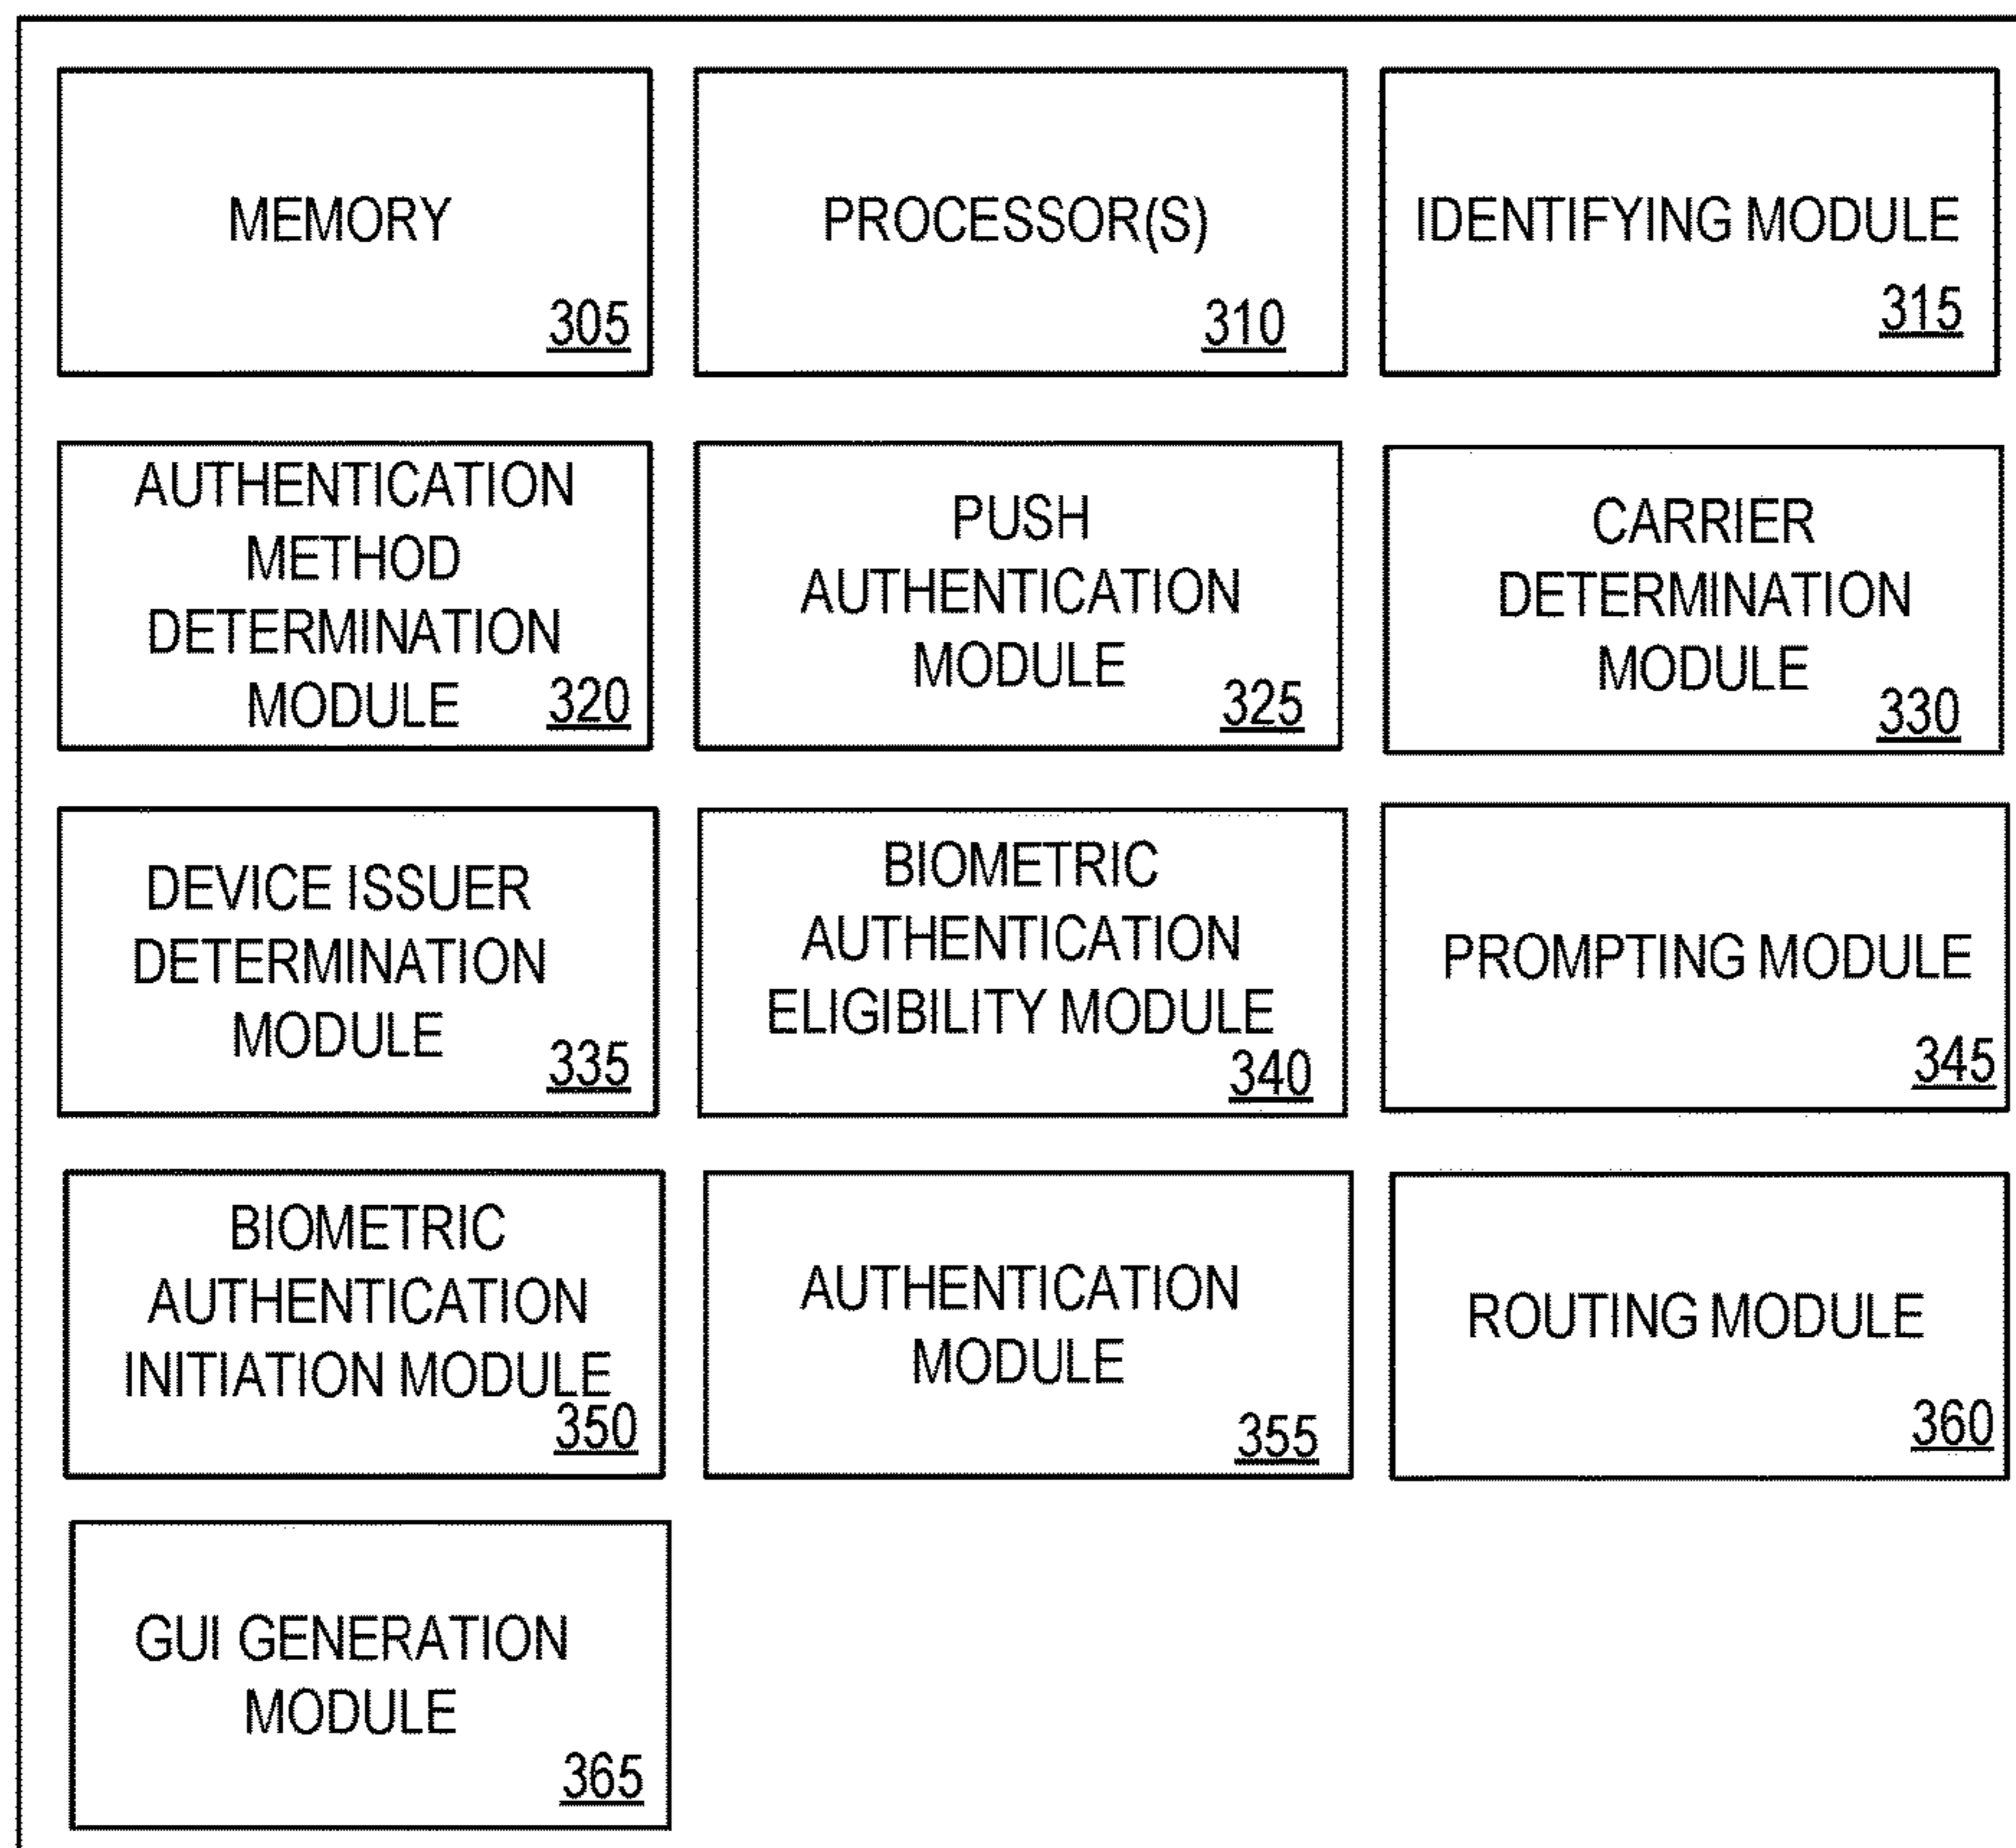 MEMORY
305
PROCESSOR(S)
310
IDENTIFYING MODULE
315
AUTHENTICATION
METHOD
DETERMINATION
MODULE
320
PUSH
AUTHENTICATION
MODULE
325
CARRIER
DETERMINATION
MODULE
330
DEVICE ISSUER
DETERMINATION
MODULE
335
BIOMETRIC
AUTHENTICATION
ELIGIBILITY MODULE
340
PROMPTING MODULE
345
BIOMETRIC
AUTHENTICATION
INITIATION MODULE
350
AUTHENTICATION
MODULE
355
ROUTING MODULE
360
GUI GENERATION
MODULE
365